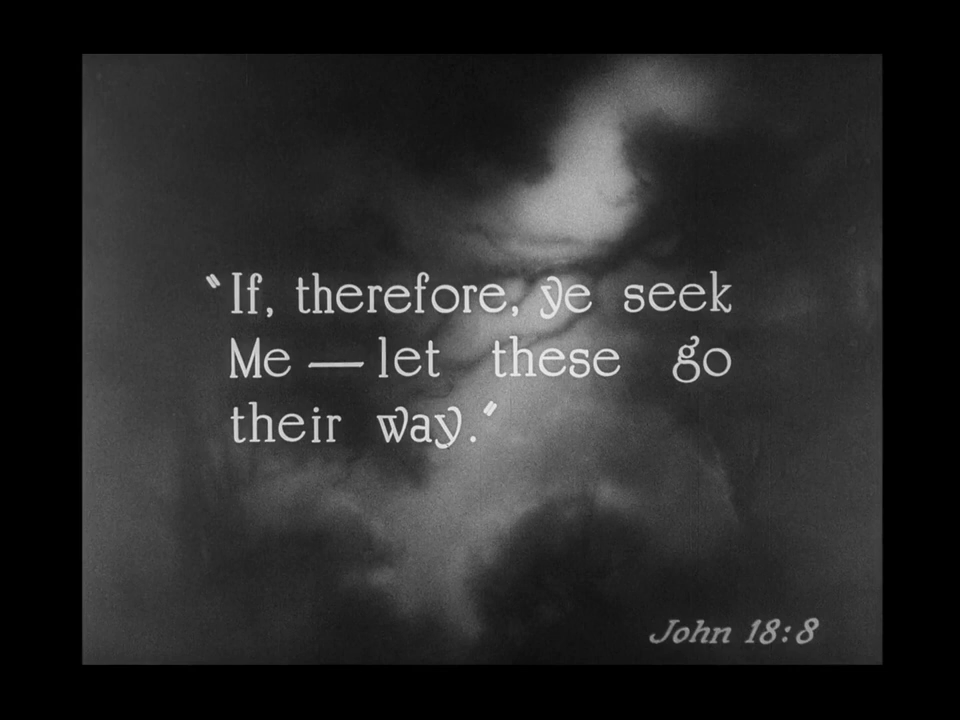 “If, therefore, ye seek
Me — let these go
their way.”
John 18:8